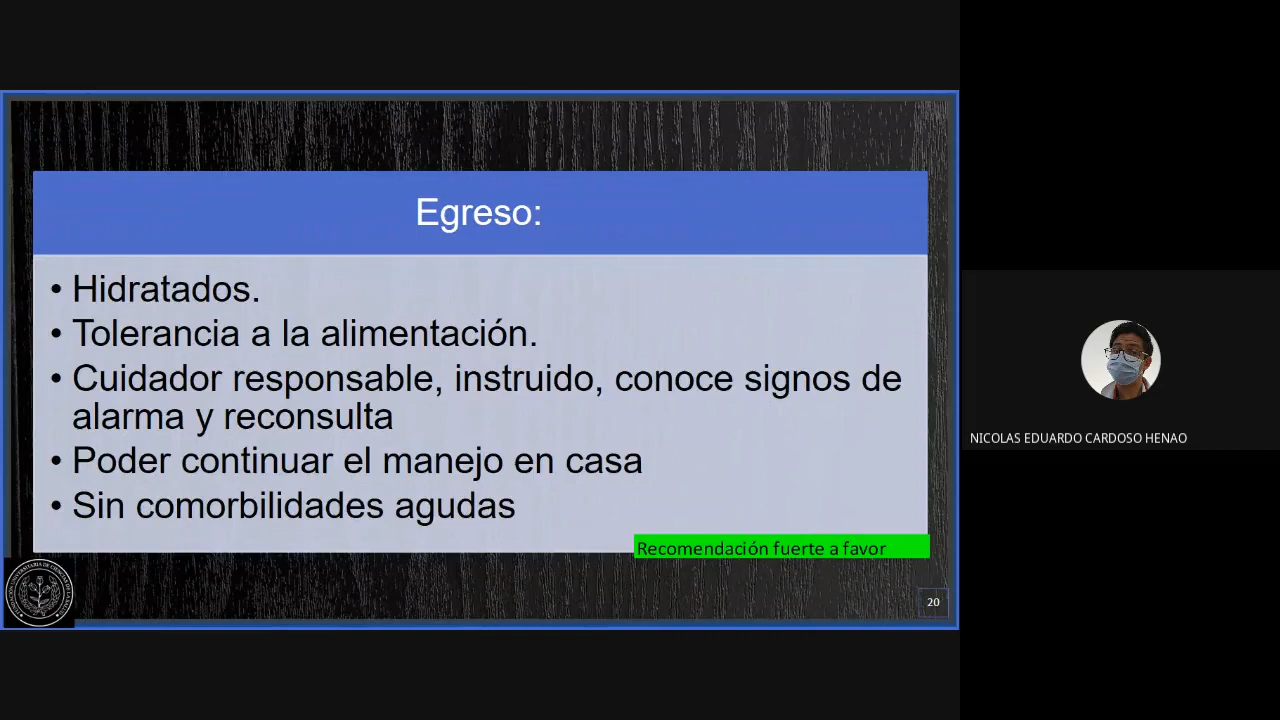 Egreso:
• Hidratados.
• Tolerancia a la alimentación.
• Cuidador responsable, instruido, conoce signos de
alarma y reconsulta
• Poder continuar el manejo en casa
• Sin comorbilidades agudas
Recomendación fuerte a favor
20
NICOLAS EDUARDO CARDOSO HENAO